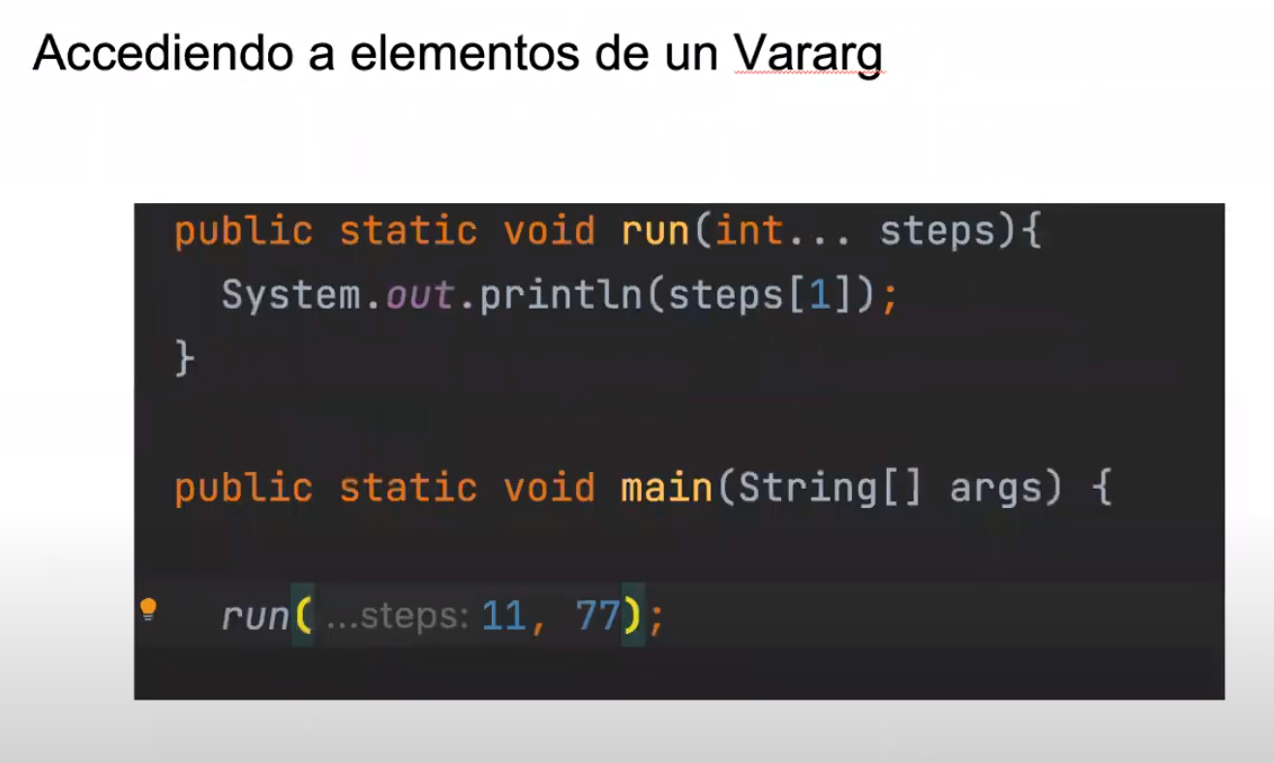 Accediendo a elementos de un Vararg
public static void run(int... steps){
System.out.println(steps[1]);
}
public static void main(String[] args) {
run( ...steps: 11, 77);